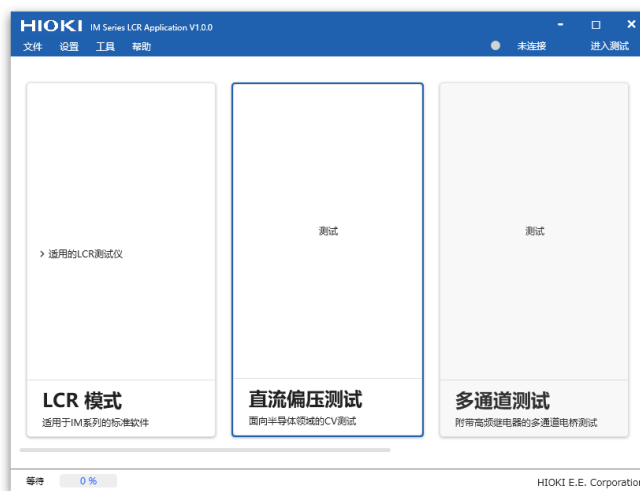 HIOKI IM Series LCR Application V1.0.0
文件 设置 工具 帮助 未连接 进入测试
> 适用的LCR测试仪
测试
测试
LCR 模式
适用于IM系列的标准软件
直流偏压测试
面向半导体领域的CV测试
多通道测试
附带高频继电器的多通道电桥测试
等待 0 % HIOKI E.E. Corporation